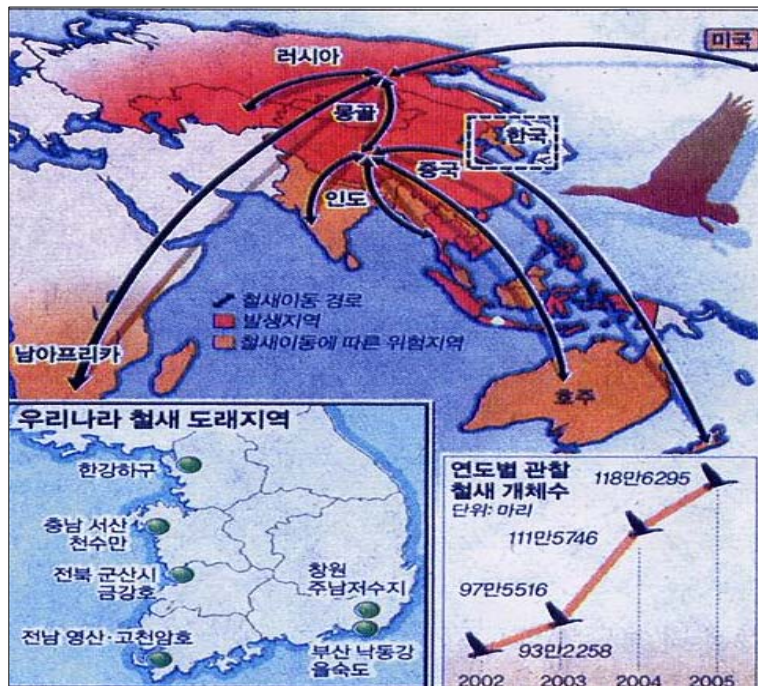 러시아
미국
몽골
한국
중국
인도
철새이동 경로
발생지역
철새이동에 따른 위험지역
남아프리카
호주
우리나라 철새 도래지역
한강하구
충남 서산
천수만
전북 군산시
금강호
전남 영산·고천암호
창원
주남저수지
부산 낙동강
을숙도
연도별 관찰
철새 개체수
단위: 마리
118만6295
111만5746
97만5516
93만2258
2002 2003 2004 2005